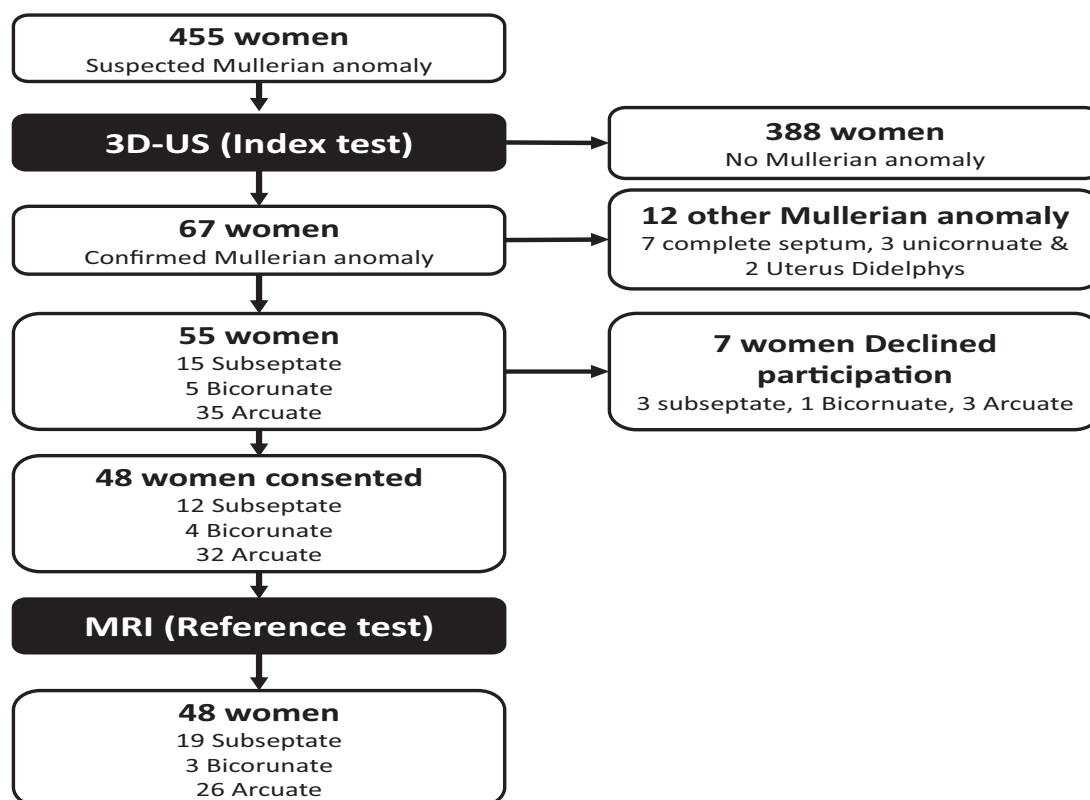 455 women
Suspected Mullerian anomaly
3D-US (Index test)
388 women
No Mullerian anomaly
67 women
Confirmed Mullerian anomaly
12 other Mullerian anomaly
7 complete septum, 3 unicornuate &
2 Uterus Didelphys
55 women
15 Subseptate
5 Bicorunate
35 Arcuate
7 women Declined
participation
3 subseptate, 1 Bicornuate, 3 Arcuate
48 women consented
12 Subseptate
4 Bicorunate
32 Arcuate
MRI (Reference test)
48 women
19 Subseptate
3 Bicorunate
26 Arcuate